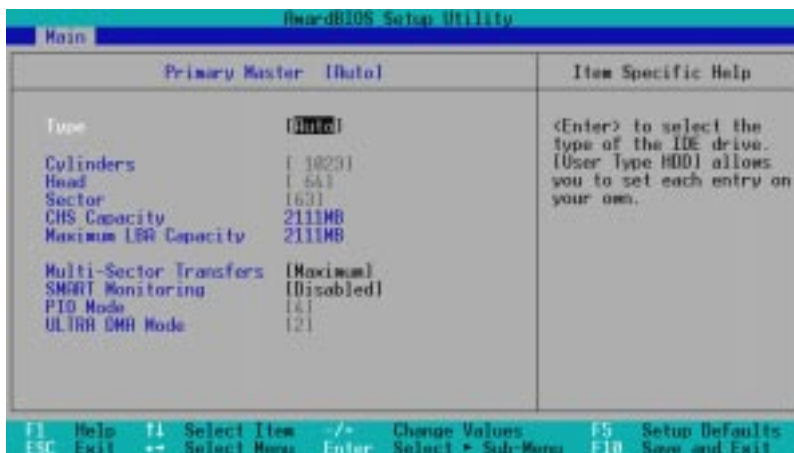 AwardBIOS Setup Utility
Main
Primary Master [Auto]
Item Specific Help
Type [Auto]
Cylinders [ 1023]
Head [ 64]
Sector [63]
CHS Capacity 2111MB
Maximum LBA Capacity 2111MB
Multi-Sector Transfers [Maximum]
SMART Monitoring [Disabled]
PIO Mode [4]
ULTRA DMA Mode [2]
<Enter> to select the
type of the IDE drive.
[User Type HDD] allows
you to set each entry on
your own.
F1 Help ↑↓ Select Item -/+ Change Values F5 Setup Defaults
ESC Exit ←→ Select Menu Enter Select ► Sub-Menu F10 Save and Exit